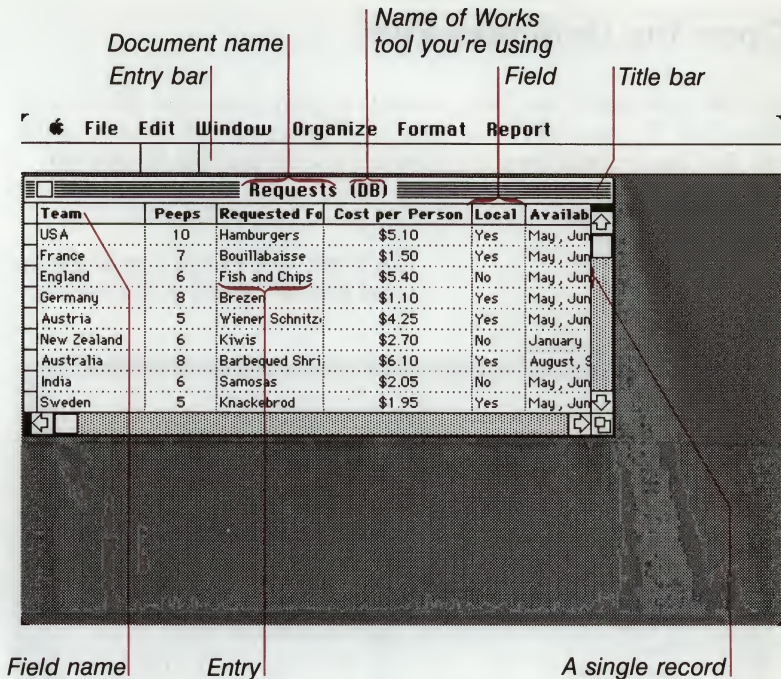 Name of Works
Document name tool you're using
Entry bar Field Title bar
File Edit Window Organize Format Report
Requests (DB)
Team Peeps Requested Fo Cost per Person Local Availab
USA 10 Hamburgers $5.10 Yes May, Jun
France 7 Bouillabaisse $1.50 Yes May, Jun
England 6 Fish and Chips $5.40 No May, Jun
Germany 8 Brezen $1.10 Yes May, Jun
Austria 5 Wiener Schnitz $4.25 Yes May, Jun
New Zealand 6 Kiwis $2.70 No January
Australia 8 Barbequed Shri $6.10 Yes August, S
India 6 Samosas $2.05 No May, Jun
Sweden 5 Knackebrod $1.95 Yes May, Jun
Field name Entry A single record